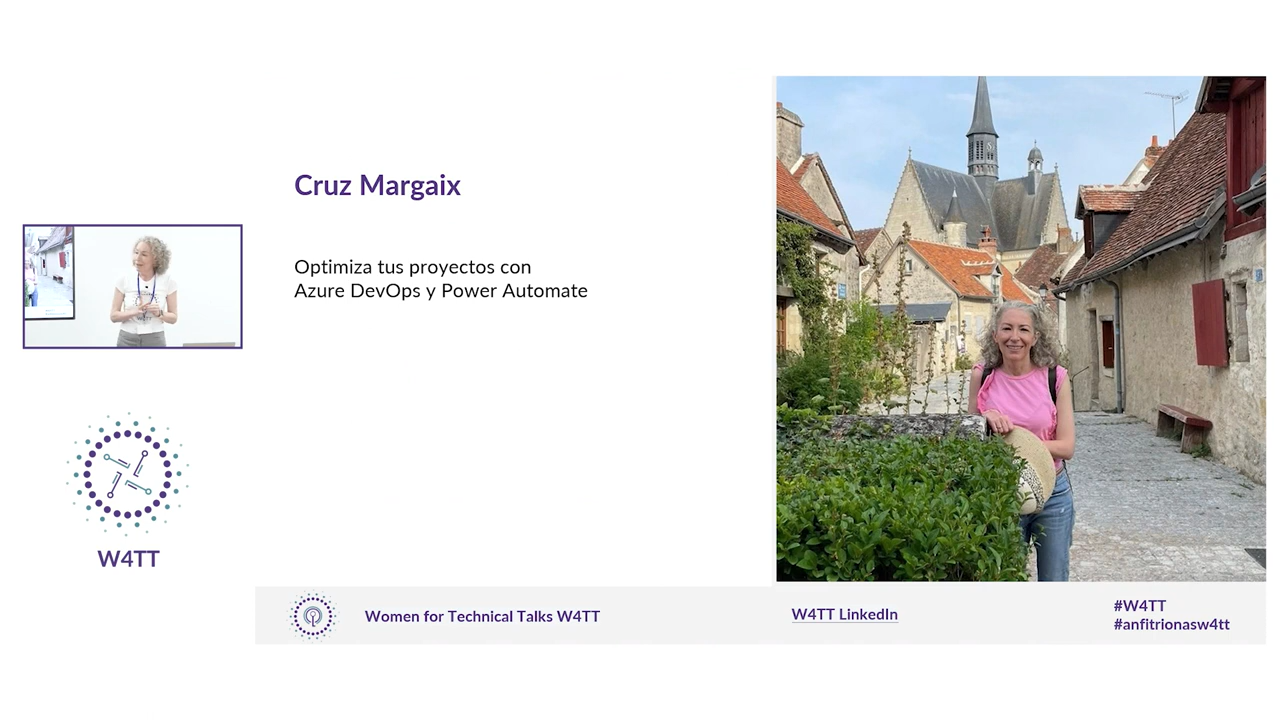 Cruz Margaix
Optimiza tus proyectos con
Azure DevOps y Power Automate
W4TT
Women for Technical Talks W4TT
W4TT LinkedIn
#W4TT
#anfitrionasw4tt